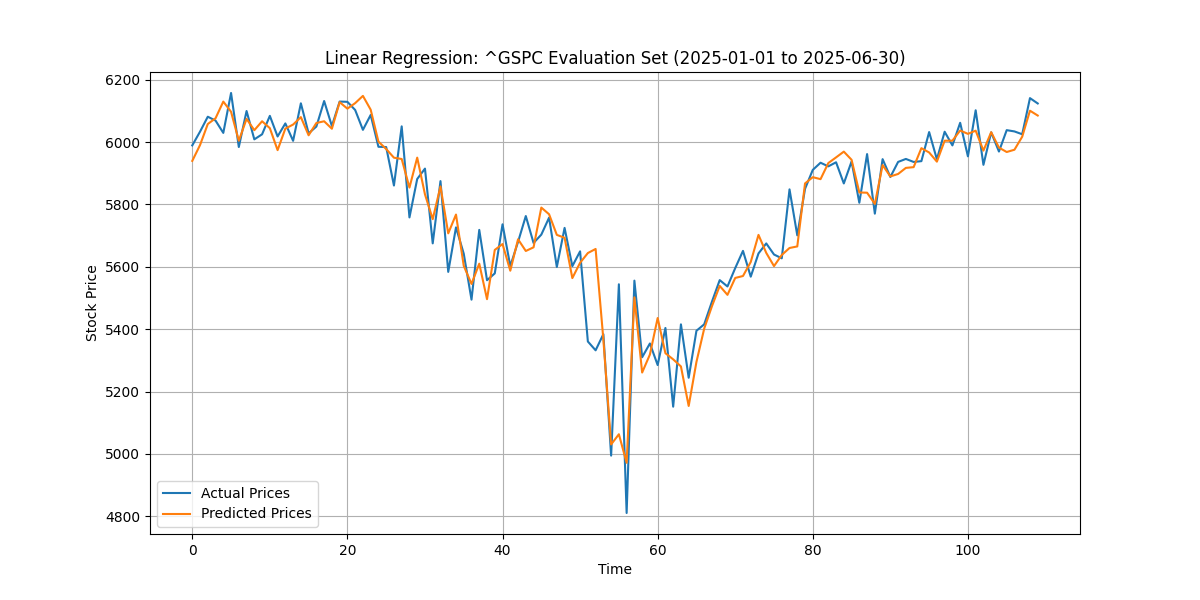 Linear Regression: ^GSPC Evaluation Set (2025-01-01 to 2025-06-30)
6200
6000
5800
5600
5400
5200
5000
4800
Stock Price
Actual Prices
Predicted Prices
0 20 40 60 80 100
Time